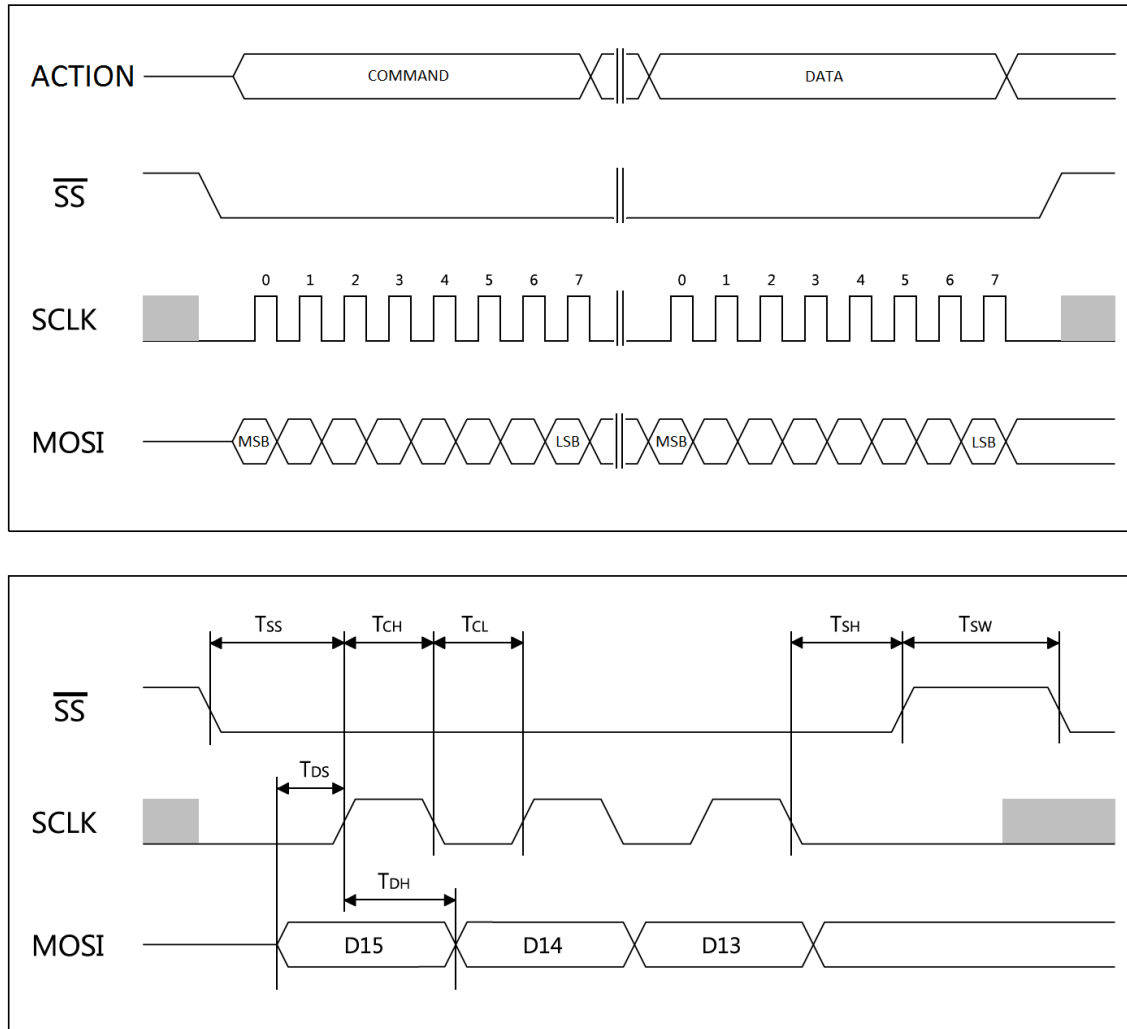 ACTION COMMAND DATA
SS
0 1 2 3 4 5 6 7 0 1 2 3 4 5 6 7
SCLK
MOSI MSB LSB MSB LSB
TSS TCH TCL TSH TSW
SS
TDS
SCLK
TDH
MOSI D15 D14 D13